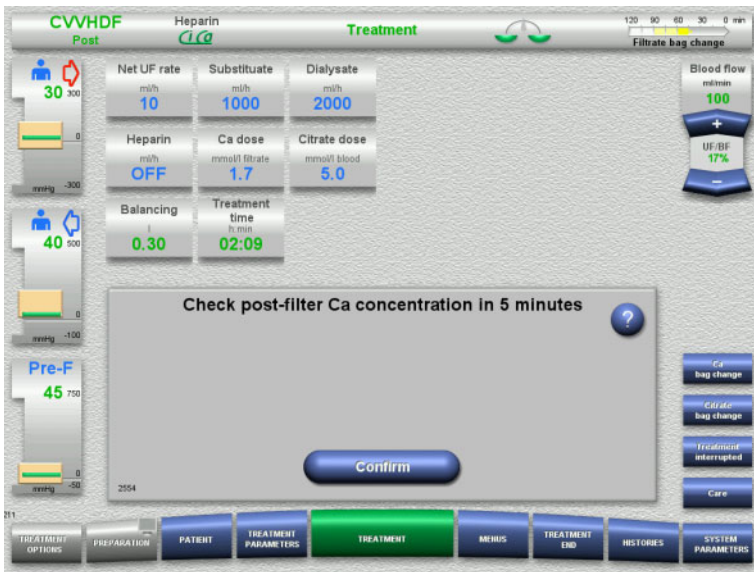 CVVHDF
Post
Heparin
CiCa
Treatment
120 90 60 30 0 min
Filtrate bag change
30
300
0
-300
mmHg
40
500
0
-100
mmHg
Pre-F
45
750
0
-50
mmHg
Net UF rate
ml/h
10
Substituate
ml/h
1000
Dialysate
ml/h
2000
Heparin
ml/h
OFF
Ca dose
mmol/l filtrate
1.7
Citrate dose
mmol/l blood
5.0
Balancing
l
0.30
Treatment
time
h:min
02:09
Blood flow
ml/min
100
+
UF/BF
17%
–
Check post-filter Ca concentration in 5 minutes
?
Confirm
2554
Ca
bag change
Citrate
bag change
Treatment
interrupted
Care
211
TREATMENT
OPTIONS
PREPARATION
PATIENT
TREATMENT
PARAMETERS
TREATMENT
MENUS
TREATMENT
END
HISTORIES
SYSTEM
PARAMETERS